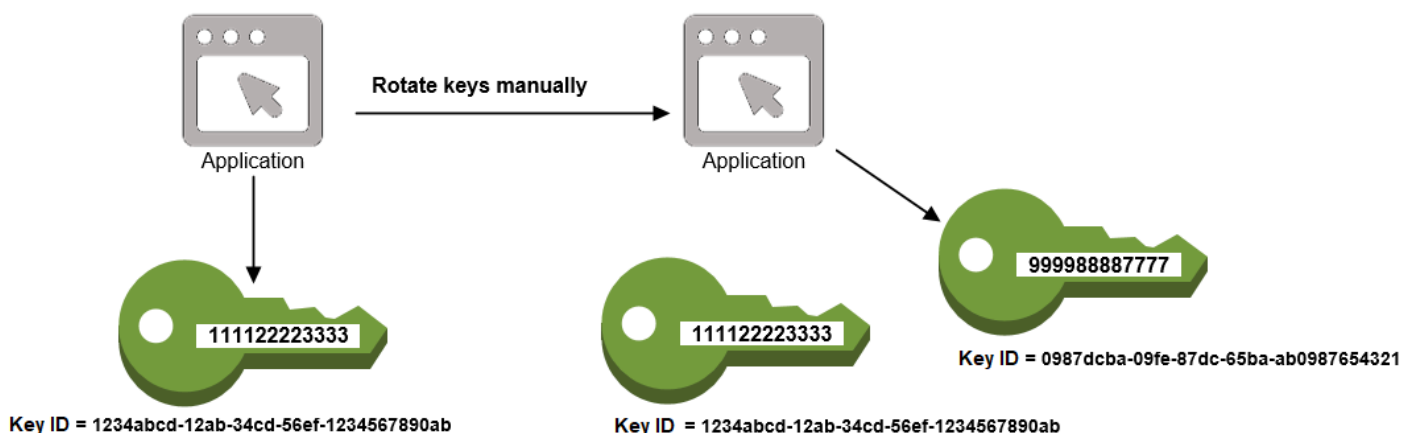 Rotate keys manually
Application
Application
999988887777
111122223333
111122223333
Key ID = 0987dcba-09fe-87dc-65ba-ab0987654321
Key ID = 1234abcd-12ab-34cd-56ef-1234567890ab
Key ID = 1234abcd-12ab-34cd-56ef-1234567890ab